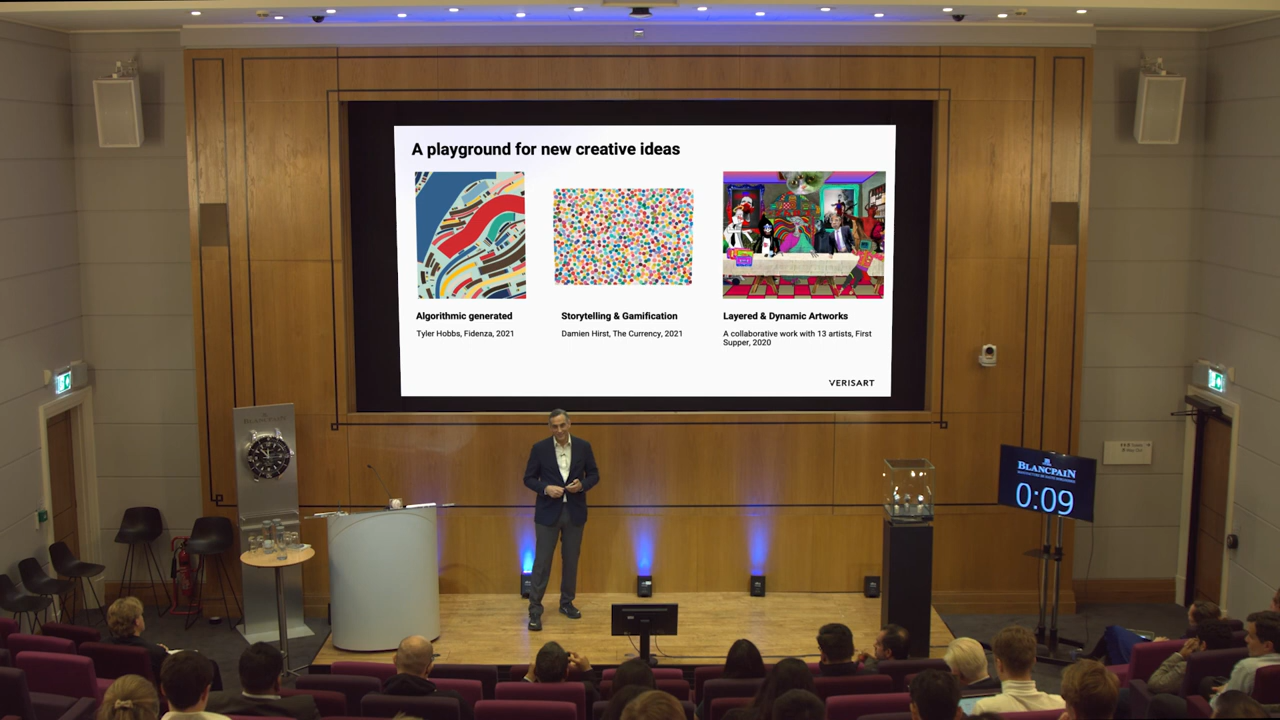 A playground for new creative ideas
Algorithmic generated
Tyler Hobbs, Fidenza, 2021
Storytelling & Gamification
Damien Hirst, The Currency, 2021
Layered & Dynamic Artworks
A collaborative work with 13 artists, First
Supper, 2020
VERISART
BLANCPAIN
BLANCPAIN
0:09